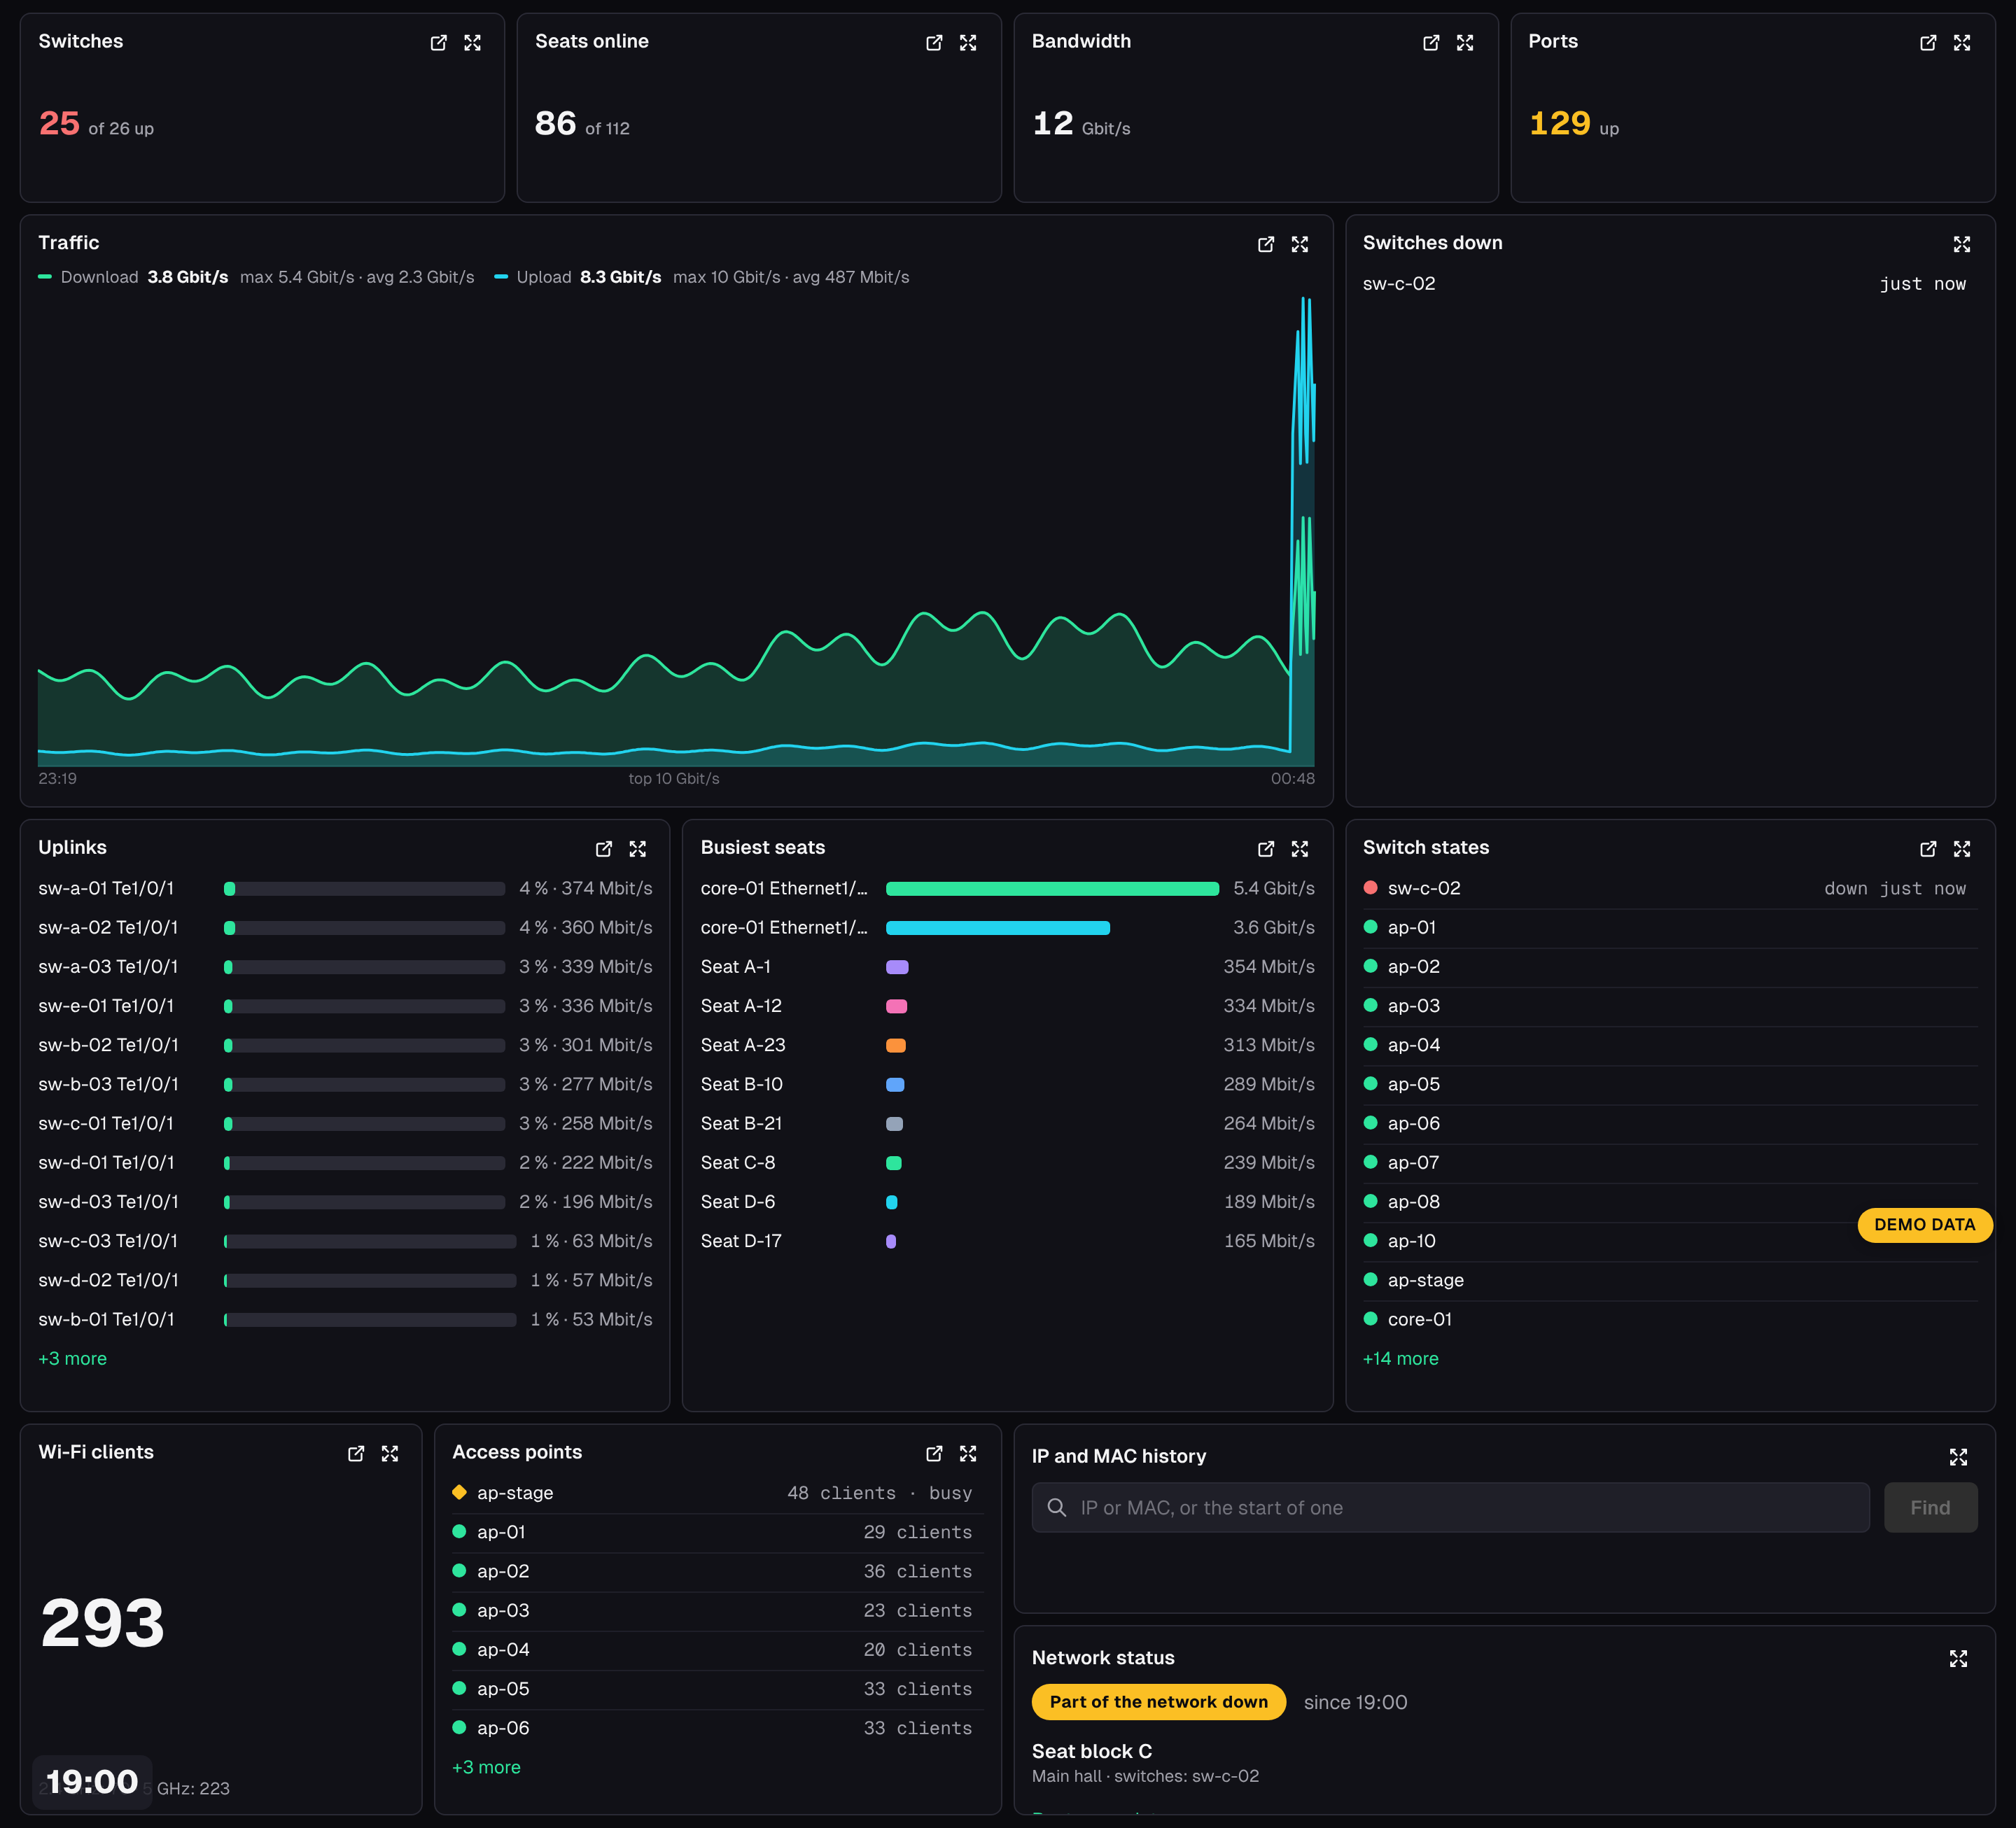 Switches
25 of 26 up
Seats online
86 of 112
Bandwidth
12 Gbit/s
Ports
129 up
Traffic
Download 3.8 Gbit/s max 5.4 Gbit/s · avg 2.3 Gbit/s Upload 8.3 Gbit/s max 10 Gbit/s · avg 487 Mbit/s
23:19 top 10 Gbit/s 00:48
Switches down
sw-c-02 just now
Uplinks
sw-a-01 Te1/0/1 4 % · 374 Mbit/s
sw-a-02 Te1/0/1 4 % · 360 Mbit/s
sw-a-03 Te1/0/1 3 % · 339 Mbit/s
sw-e-01 Te1/0/1 3 % · 336 Mbit/s
sw-b-02 Te1/0/1 3 % · 301 Mbit/s
sw-b-03 Te1/0/1 3 % · 277 Mbit/s
sw-c-01 Te1/0/1 3 % · 258 Mbit/s
sw-d-01 Te1/0/1 2 % · 222 Mbit/s
sw-d-03 Te1/0/1 2 % · 196 Mbit/s
sw-c-03 Te1/0/1 1 % · 63 Mbit/s
sw-d-02 Te1/0/1 1 % · 57 Mbit/s
sw-b-01 Te1/0/1 1 % · 53 Mbit/s
+3 more
Busiest seats
core-01 Ethernet1/... 5.4 Gbit/s
core-01 Ethernet1/... 3.6 Gbit/s
Seat A-1 354 Mbit/s
Seat A-12 334 Mbit/s
Seat A-23 313 Mbit/s
Seat B-10 289 Mbit/s
Seat B-21 264 Mbit/s
Seat C-8 239 Mbit/s
Seat D-6 189 Mbit/s
Seat D-17 165 Mbit/s
Switch states
sw-c-02 down just now
ap-01
ap-02
ap-03
ap-04
ap-05
ap-06
ap-07
ap-08
DEMO DATA
ap-10
ap-stage
core-01
+14 more
Wi-Fi clients
293
19:00
GHz: 223
Access points
ap-stage 48 clients · busy
ap-01 29 clients
ap-02 36 clients
ap-03 23 clients
ap-04 20 clients
ap-05 33 clients
ap-06 33 clients
+3 more
IP and MAC history
IP or MAC, or the start of one
Find
Network status
Part of the network down since 19:00
Seat block C
Main hall · switches: sw-c-02